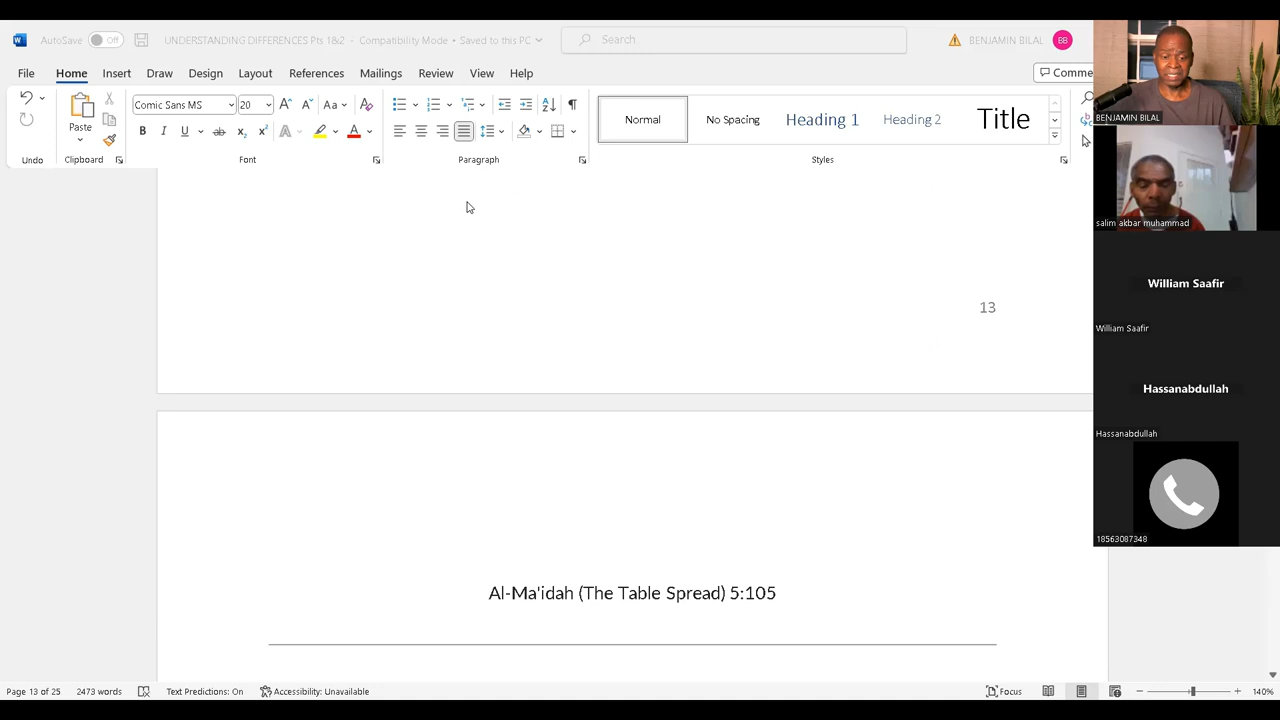 AutoSave
Off
UNDERSTANDING DIFFERENCES Pts 1&2 - Compatibility Mode • Saved to this PC
Search
BENJAMIN BILAL
BB
File
Home
Insert
Draw
Design
Layout
References
Mailings
Review
View
Help
Comme
Undo
Paste
Clipboard
Comic Sans MS
20
Font
Paragraph
Normal
No Spacing
Heading 1
Heading 2
Title
Styles
BENJAMIN BILAL
salim akbar muhammad
William Saafir
William Saafir
Hassanabdullah
Hassanabdullah
18563087348
13
Al-Ma'idah (The Table Spread) 5:105
Page 13 of 25
2473 words
Text Predictions: On
Accessibility: Unavailable
Focus
140%